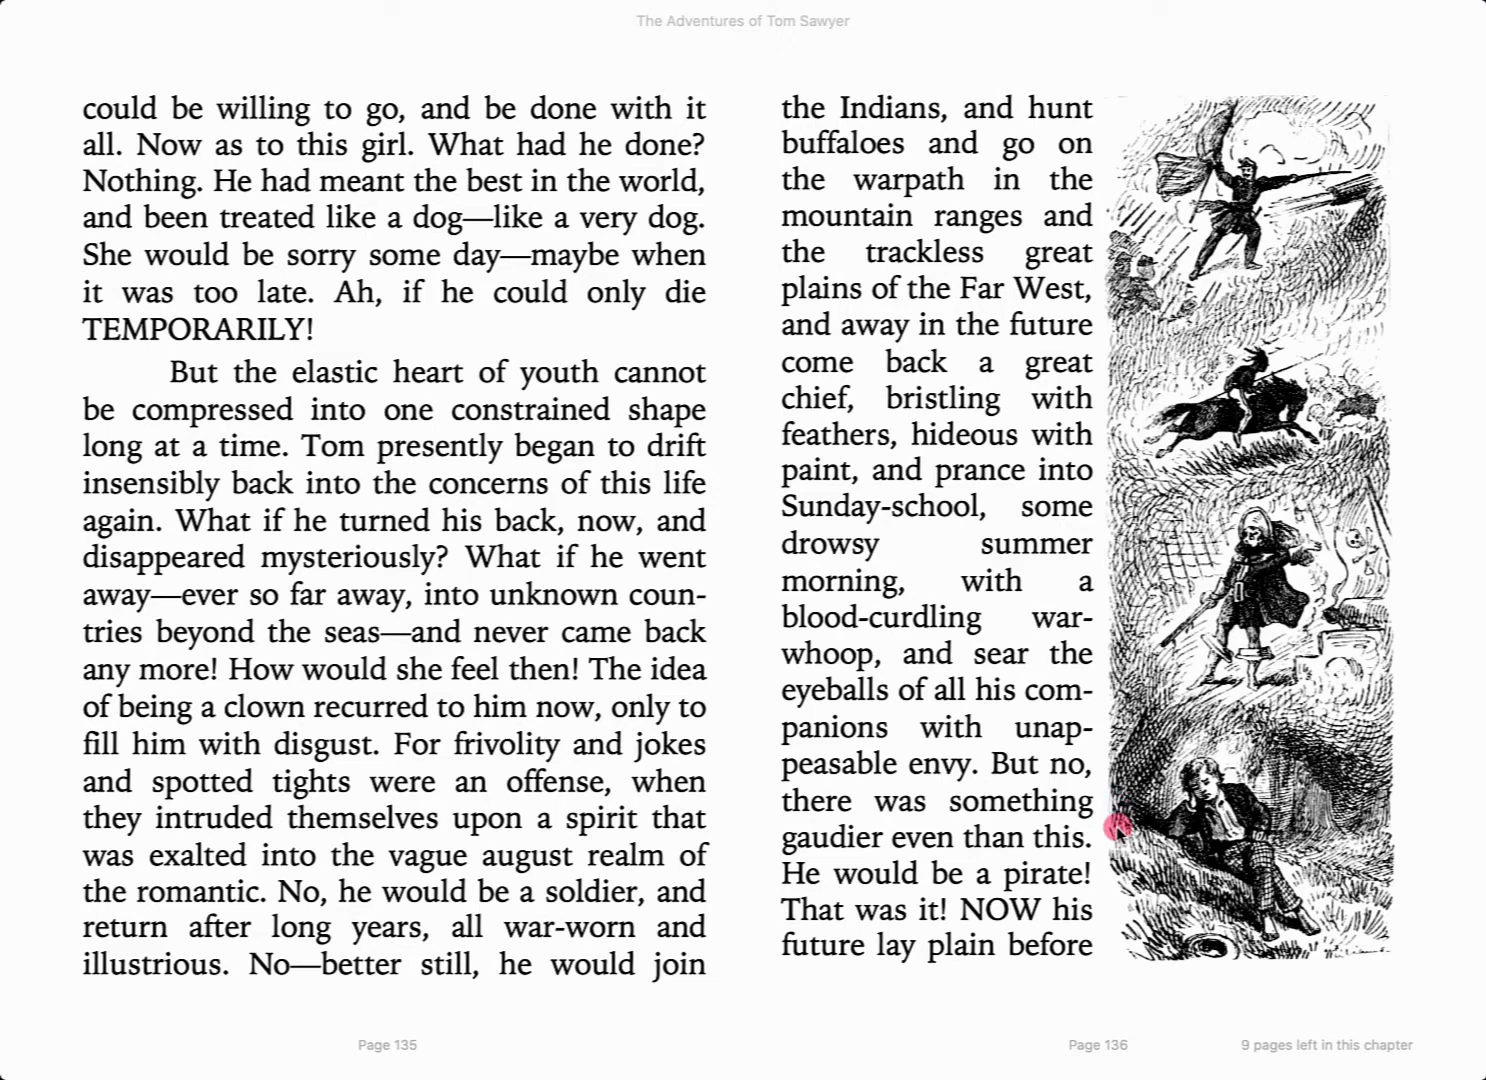 The Adventures of Tom Sawyer
could be willing to go, and be done with it
all. Now as to this girl. What had he done?
Nothing. He had meant the best in the world,
and been treated like a dog—like a very dog.
She would be sorry some day—maybe when
it was too late. Ah, if he could only die
TEMPORARILY!
But the elastic heart of youth cannot
be compressed into one constrained shape
long at a time. Tom presently began to drift
insensibly back into the concerns of this life
again. What if he turned his back, now, and
disappeared mysteriously? What if he went
away—ever so far away, into unknown coun-
tries beyond the seas—and never came back
any more! How would she feel then! The idea
of being a clown recurred to him now, only to
fill him with disgust. For frivolity and jokes
and spotted tights were an offense, when
they intruded themselves upon a spirit that
was exalted into the vague august realm of
the romantic. No, he would be a soldier, and
return after long years, all war-worn and
illustrious. No—better still, he would join
Page 135
the Indians, and hunt
buffaloes and go on
the warpath in the
mountain ranges and
the trackless great
plains of the Far West,
and away in the future
come back a great
chief, bristling with
feathers, hideous with
paint, and prance into
Sunday-school, some
drowsy summer
morning, with a
blood-curdling war-
whoop, and sear the
eyeballs of all his com-
panions with unap-
peasable envy. But no,
there was something
gaudier even than this.
He would be a pirate!
That was it! NOW his
future lay plain before
Page 136
9 pages left in this chapter